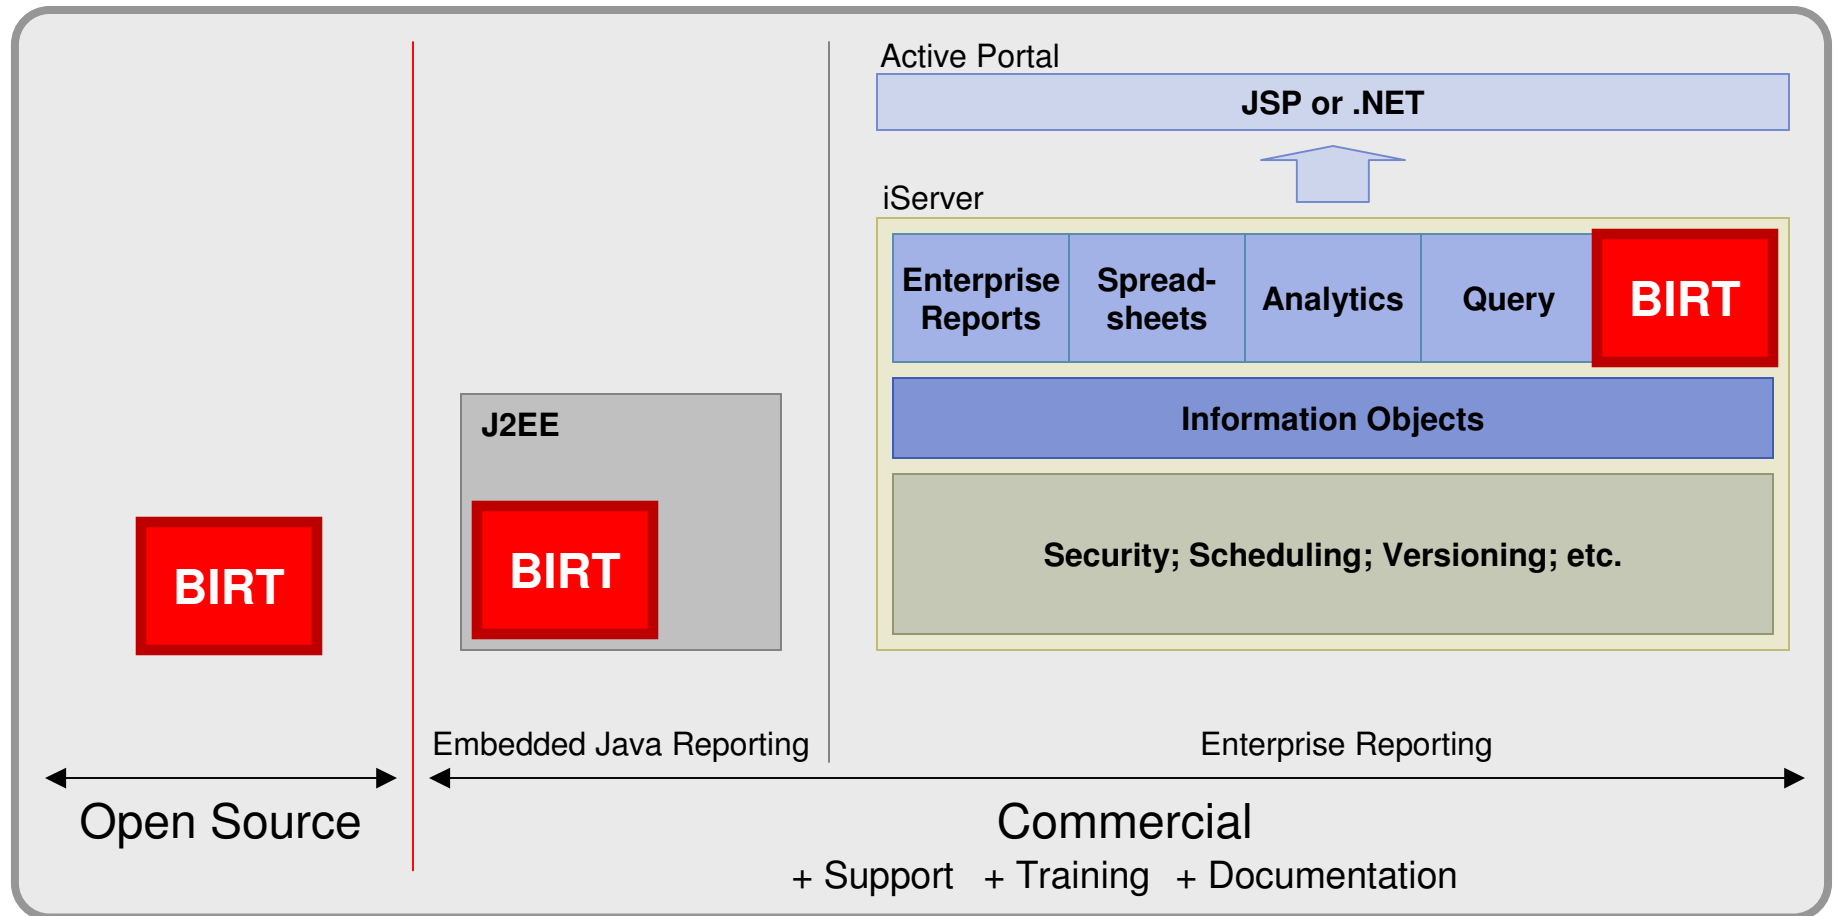 Active Portal
JSP or .NET
iServer
Enterprise
Reports
Spread-
sheets
Analytics
Query
BIRT
Information Objects
J2EE
BIRT
BIRT
Security; Scheduling; Versioning; etc.
Embedded Java Reporting
Enterprise Reporting
Open Source
Commercial
+ Support + Training + Documentation